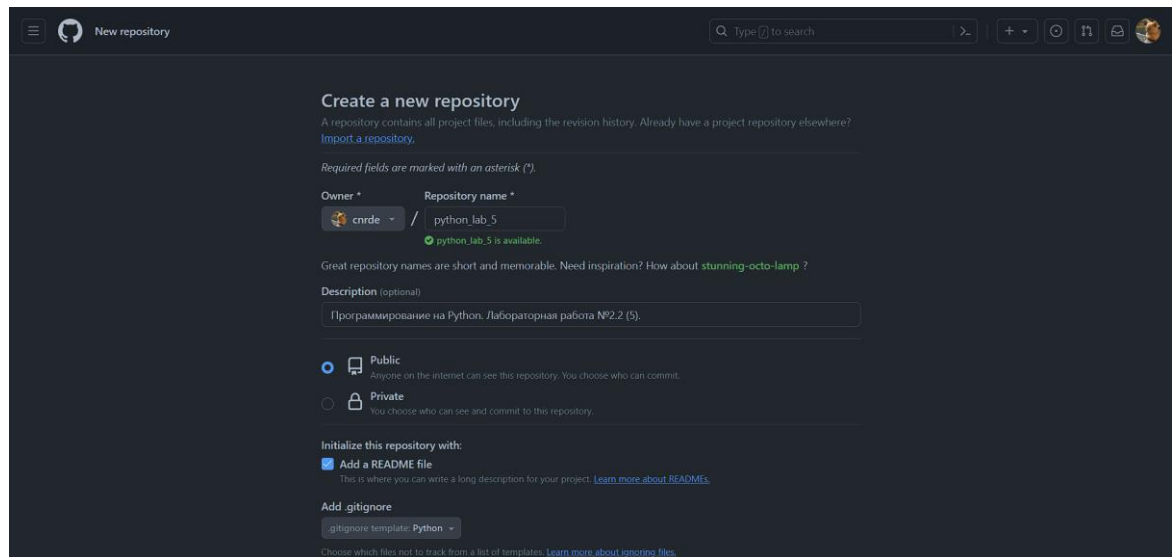 New repository
Type / to search
Create a new repository
A repository contains all project files, including the revision history. Already have a project repository elsewhere?
Import a repository.
Required fields are marked with an asterisk (*).
Owner * Repository name *
cnrde / python_lab_5
python_lab_5 is available.
Great repository names are short and memorable. Need inspiration? How about stunning-octo-lamp ?
Description (optional)
Программирование на Python. Лабораторная работа №2.2 (5).
Public
Anyone on the internet can see this repository. You choose who can commit.
Private
You choose who can see and commit to this repository.
Initialize this repository with:
Add a README file
This is where you can write a long description for your project. Learn more about READMEs.
Add .gitignore
.gitignore template: Python
Choose which files not to track from a list of templates. Learn more about ignoring files.